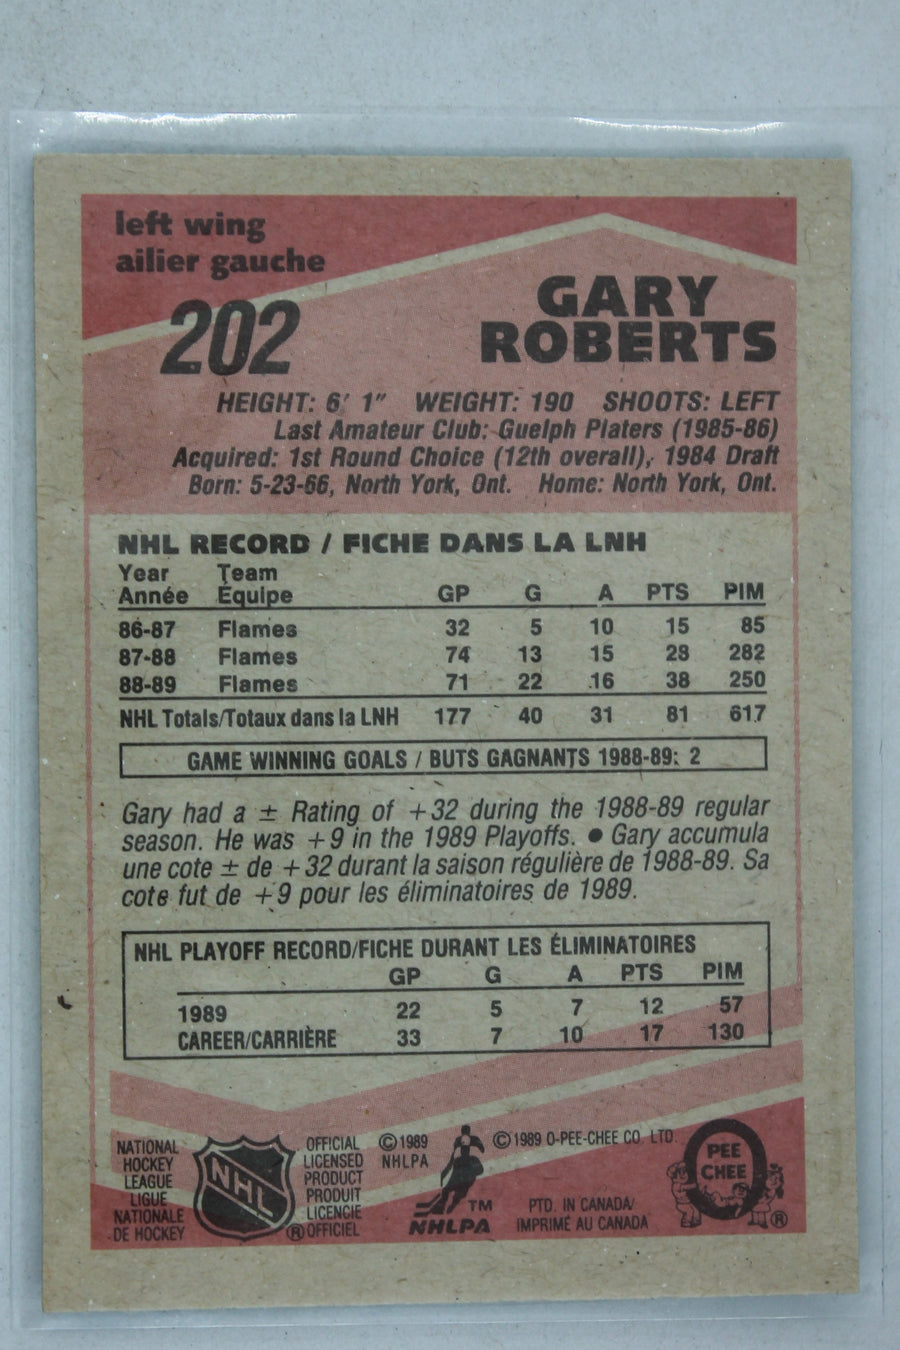 left wing
ailier gauche
202
GARY
ROBERTS
HEIGHT: 6' 1" WEIGHT: 190 SHOOTS: LEFT
Last Amateur Club: Guelph Platers (1985-86)
Acquired: 1st Round Choice (12th overall), 1984 Draft
Born: 5-23-66, North York, Ont. Home: North York, Ont.
NHL RECORD / FICHE DANS LA LNH
Year Team
Année Équipe GP G A PTS PIM
86-87 Flames 32 5 10 15 85
87-88 Flames 74 13 15 28 282
88-89 Flames 71 22 16 38 250
NHL Totals/Totaux dans la LNH 177 40 31 81 617
GAME WINNING GOALS / BUTS GAGNANTS 1988-89: 2
Gary had a ± Rating of +32 during the 1988-89 regular
season. He was +9 in the 1989 Playoffs. ● Gary accumula
une cote ± de +32 durant la saison régulière de 1988-89. Sa
cote fut de +9 pour les éliminatoires de 1989.
NHL PLAYOFF RECORD/FICHE DURANT LES ÉLIMINATOIRES
GP G A PTS PIM
1989 22 5 7 12 57
CAREER/CARRIÈRE 33 7 10 17 130
NATIONAL
HOCKEY
LEAGUE
LIGUE
NATIONALE
DE HOCKEY
NHL
®
OFFICIAL
LICENSED
PRODUCT
PRODUIT
LICENCIE
OFFICIEL
©1989
NHLPA
TM
NHLPA
©1989 O-PEE-CHEE CO. LTD.
PTD. IN CANADA/
IMPRIMÉ AU CANADA
O
PEE
CHEE
®